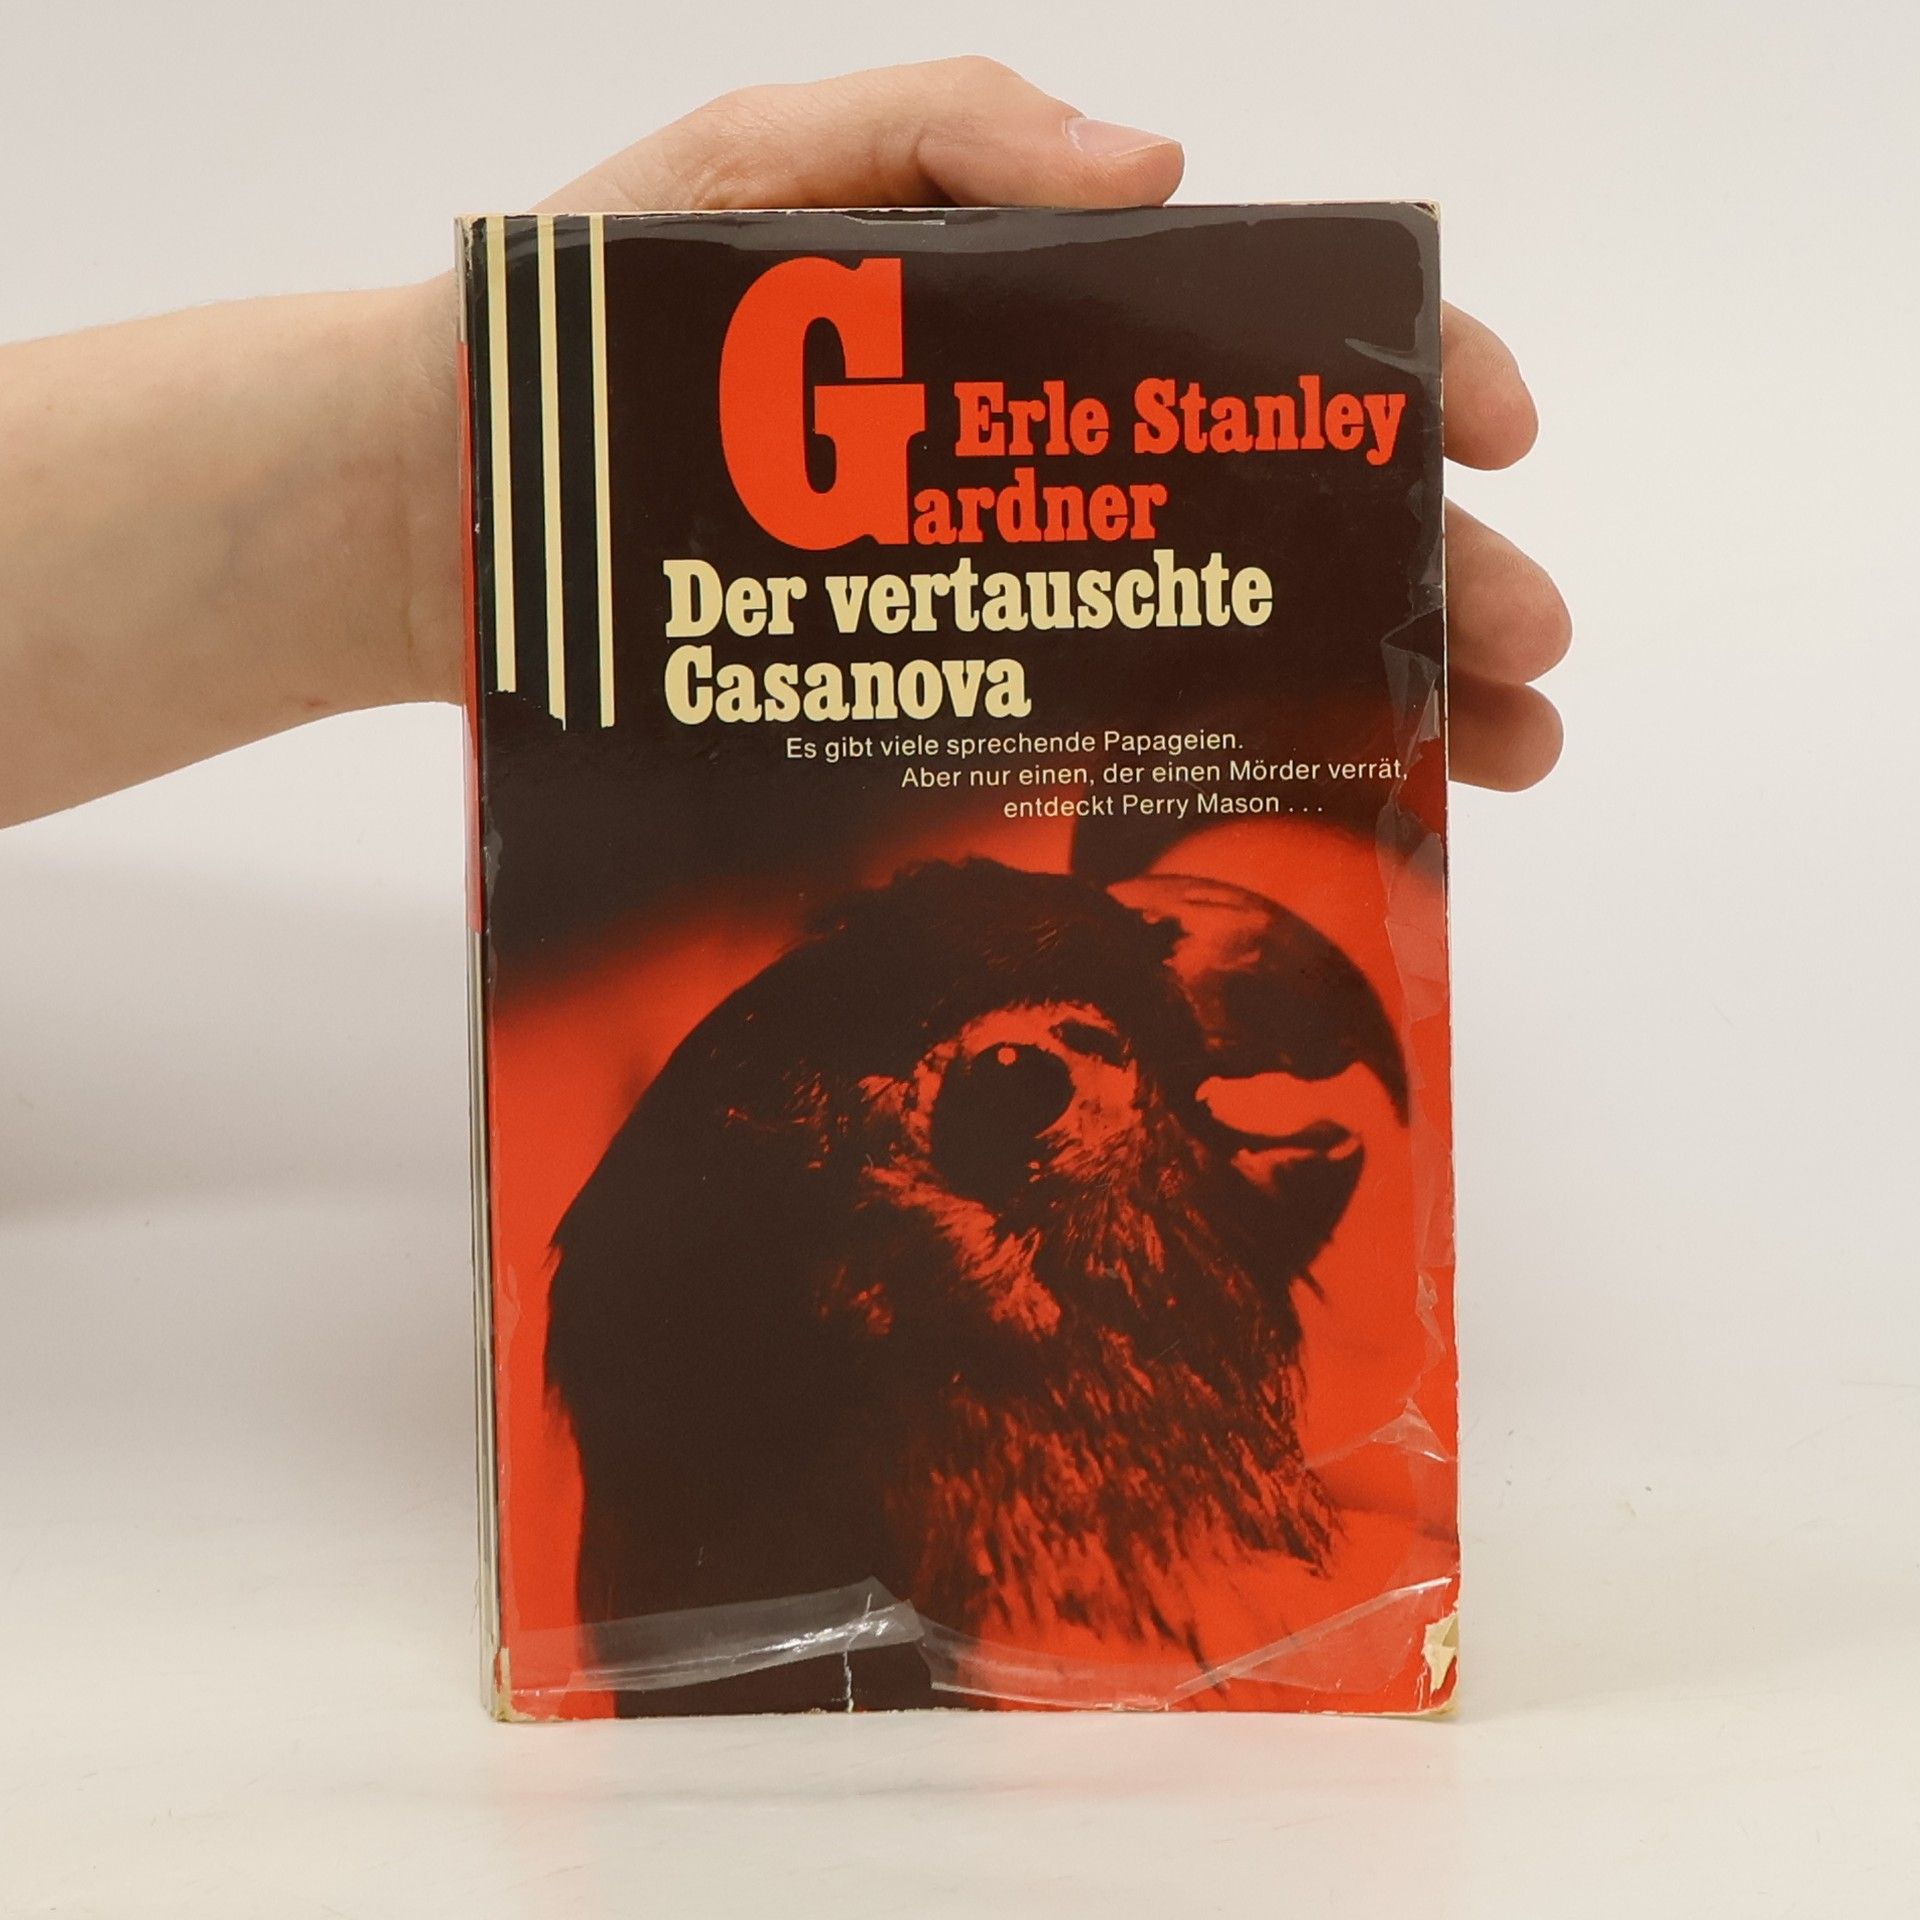 Erle Stanley
Gardner
Der vertauschte
Casanova
Es gibt viele sprechende Papageien.
Aber nur einen, der einen Mörder verrät,
entdeckt Perry Mason . . .